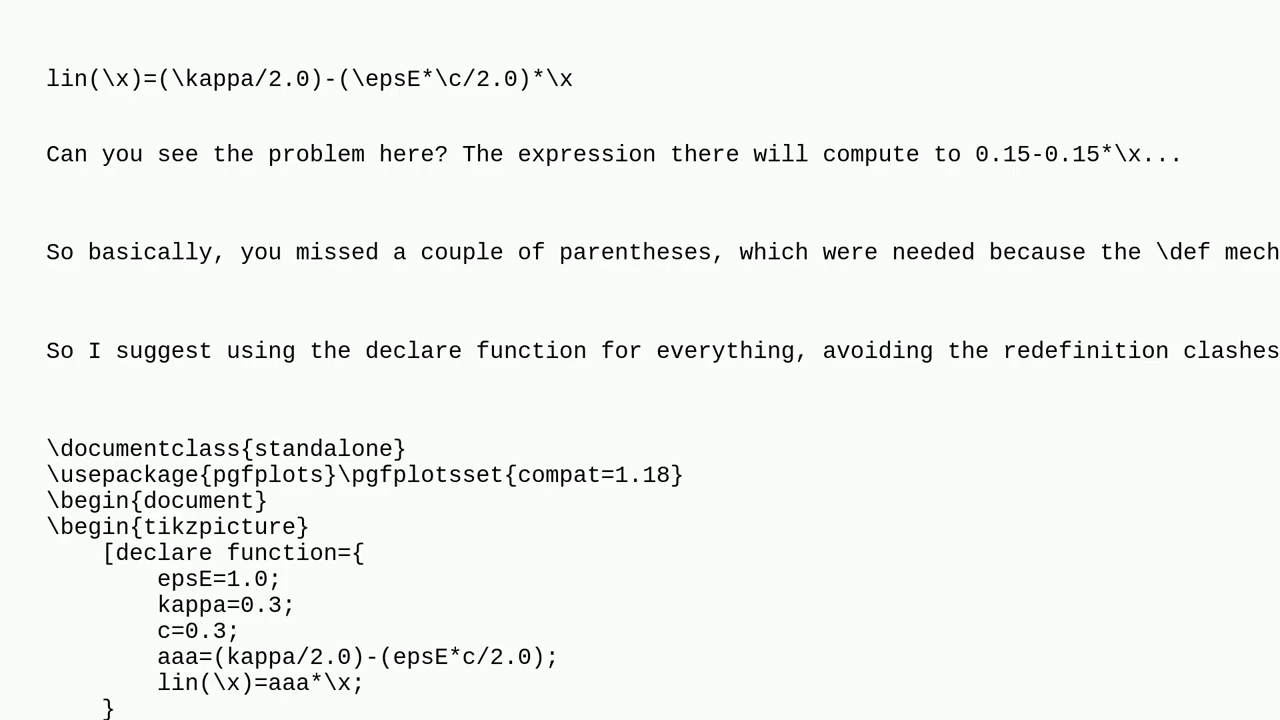 lin(\x)=(\kappa/2.0)-(\epsE*\c/2.0)*\x
Can you see the problem here? The expression there will compute to 0.15-0.15*\x...
So basically, you missed a couple of parentheses, which were needed because the \def mech
So I suggest using the declare function for everything, avoiding the redefinition clashes
\documentclass{standalone}
\usepackage{pgfplots}\pgfplotsset{compat=1.18}
\begin{document}
\begin{tikzpicture}
    [declare function={
        epsE=1.0;
        kappa=0.3;
        c=0.3;
        aaa=(kappa/2.0)-(epsE*c/2.0);
        lin(\x)=aaa*\x;
    }